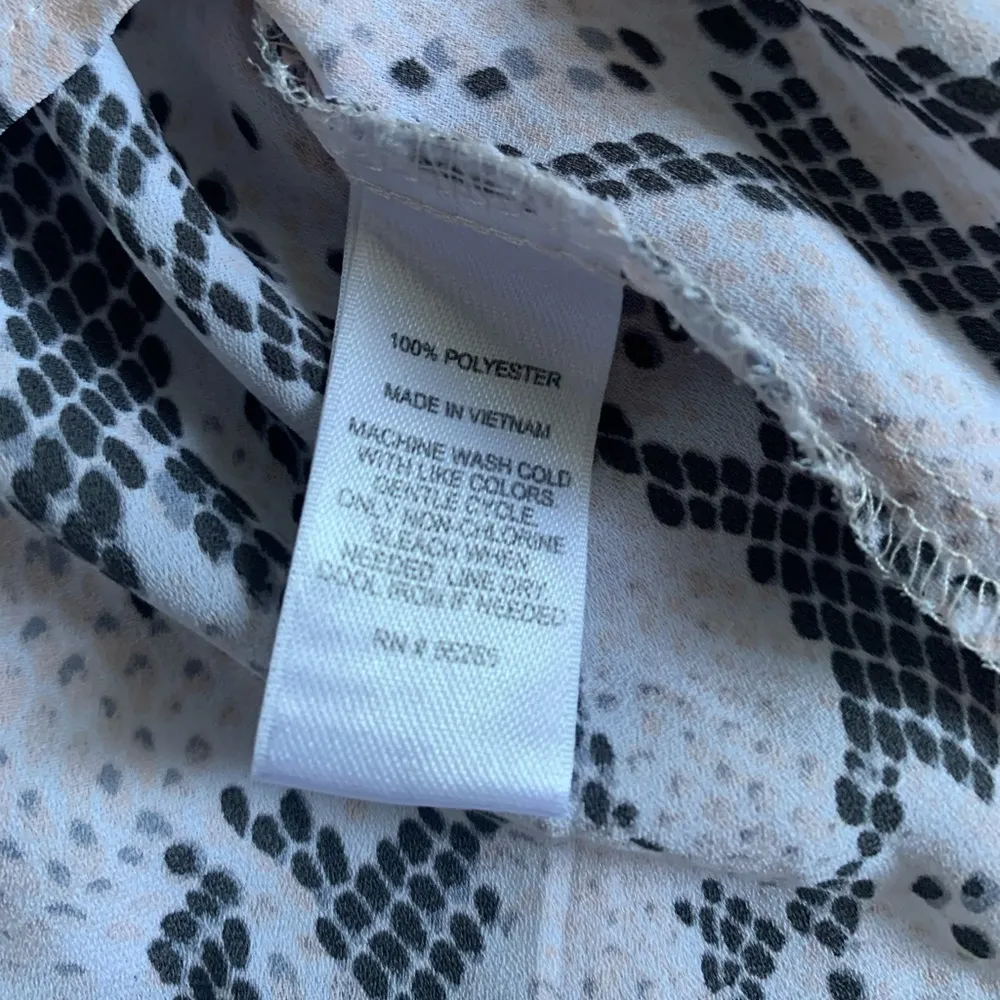 100% POLYESTER
MADE IN VIETNAM
MACHINE WASH COLD
WITH LIKE COLORS
GENTLE CYCLE.
ONLY NON-CHLORINE
BLEACH WHEN
NEEDED. LINE DRY.
COOL IRON IF NEEDED
RN #